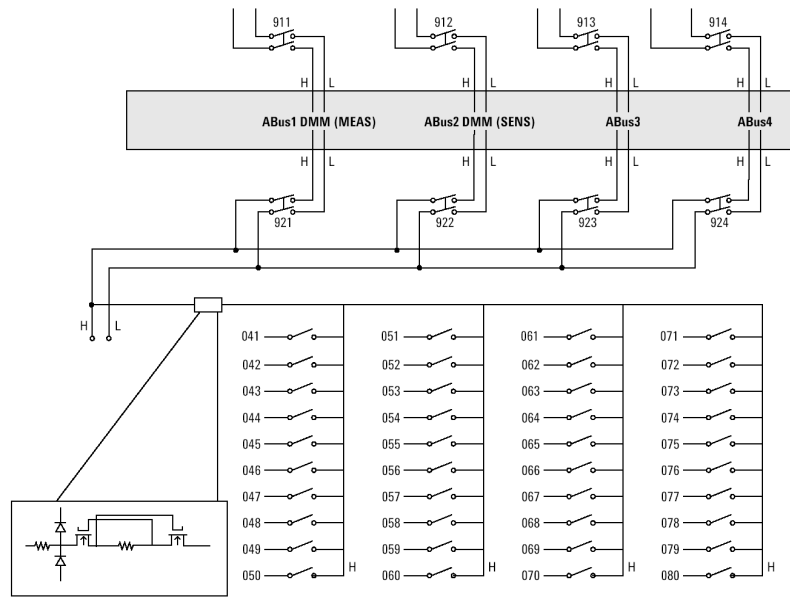 911 912 913 914
H L H L H L H L
ABus1 DMM (MEAS) ABus2 DMM (SENS) ABus3 ABus4
H L H L H L H L
921 922 923 924
H L
041 051 061 071
042 052 062 072
043 053 063 073
044 054 064 074
045 055 065 075
046 056 066 076
047 057 067 077
048 058 068 078
049 059 069 079
H H H H
050 060 070 080